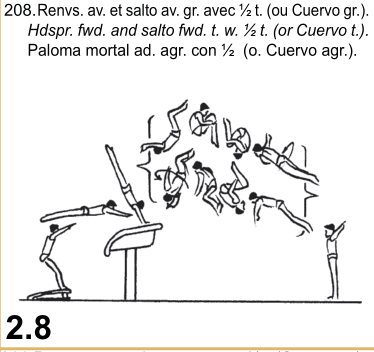 208.Renvs. av. et salto av. gr. avec ½ t. (ou Cuervo gr.).
Hdspr. fwd. and salto fwd. t. w. ½ t. (or Cuervo t.).
Paloma mortal ad. agr. con ½ (o. Cuervo agr.).
2.8